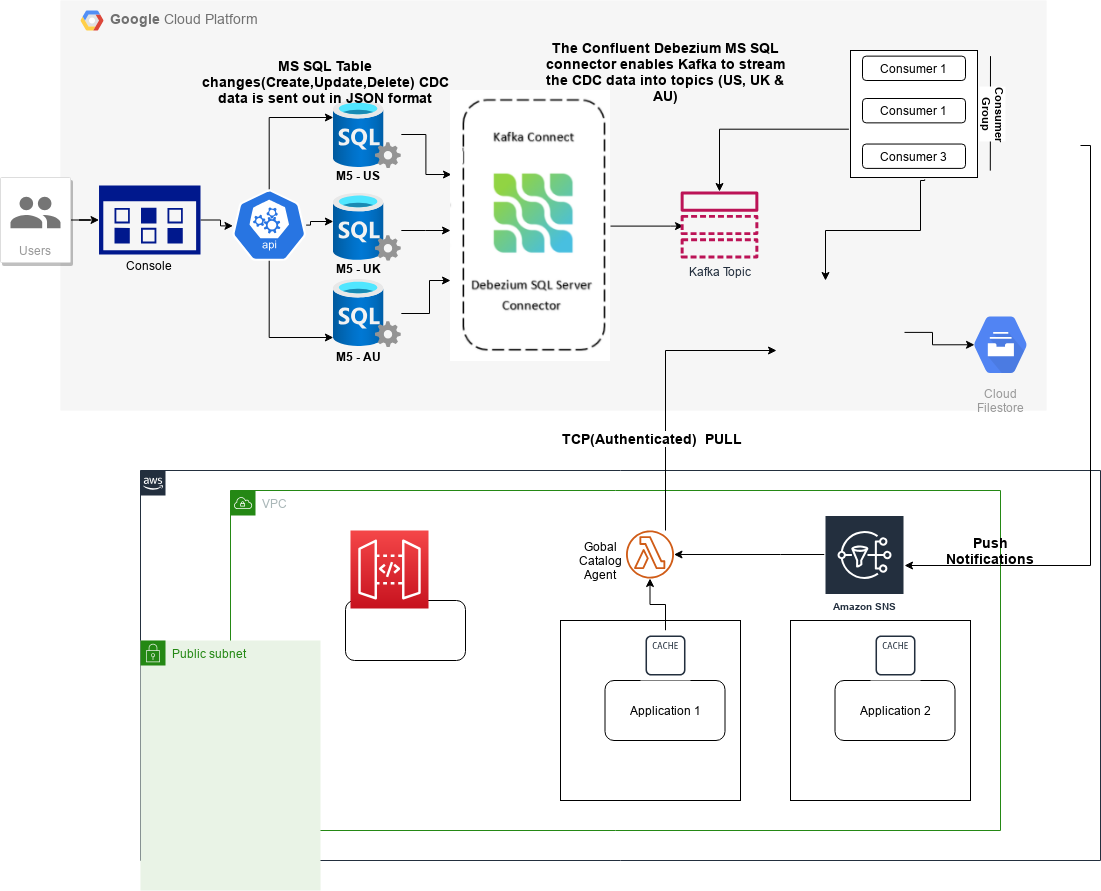 Google Cloud Platform
MS SQL Table
changes(Create,Update,Delete) CDC
data is sent out in JSON format
The Confluent Debezium MS SQL
connector enables Kafka to stream
the CDC data into topics (US, UK &
AU)
Consumer 1
Consumer 1
Consumer 3
Consumer
Group
Users
Console
api
SQL
M5 - US
SQL
M5 - UK
SQL
M5 - AU
Kafka Connect
Debezium SQL Server
Connector
Kafka Topic
Cloud
Filestore
TCP(Authenticated) PULL
aws
VPC
Gobal
Catalog
Agent
Amazon SNS
Push
Notifications
Public subnet
CACHE
Application 1
CACHE
Application 2